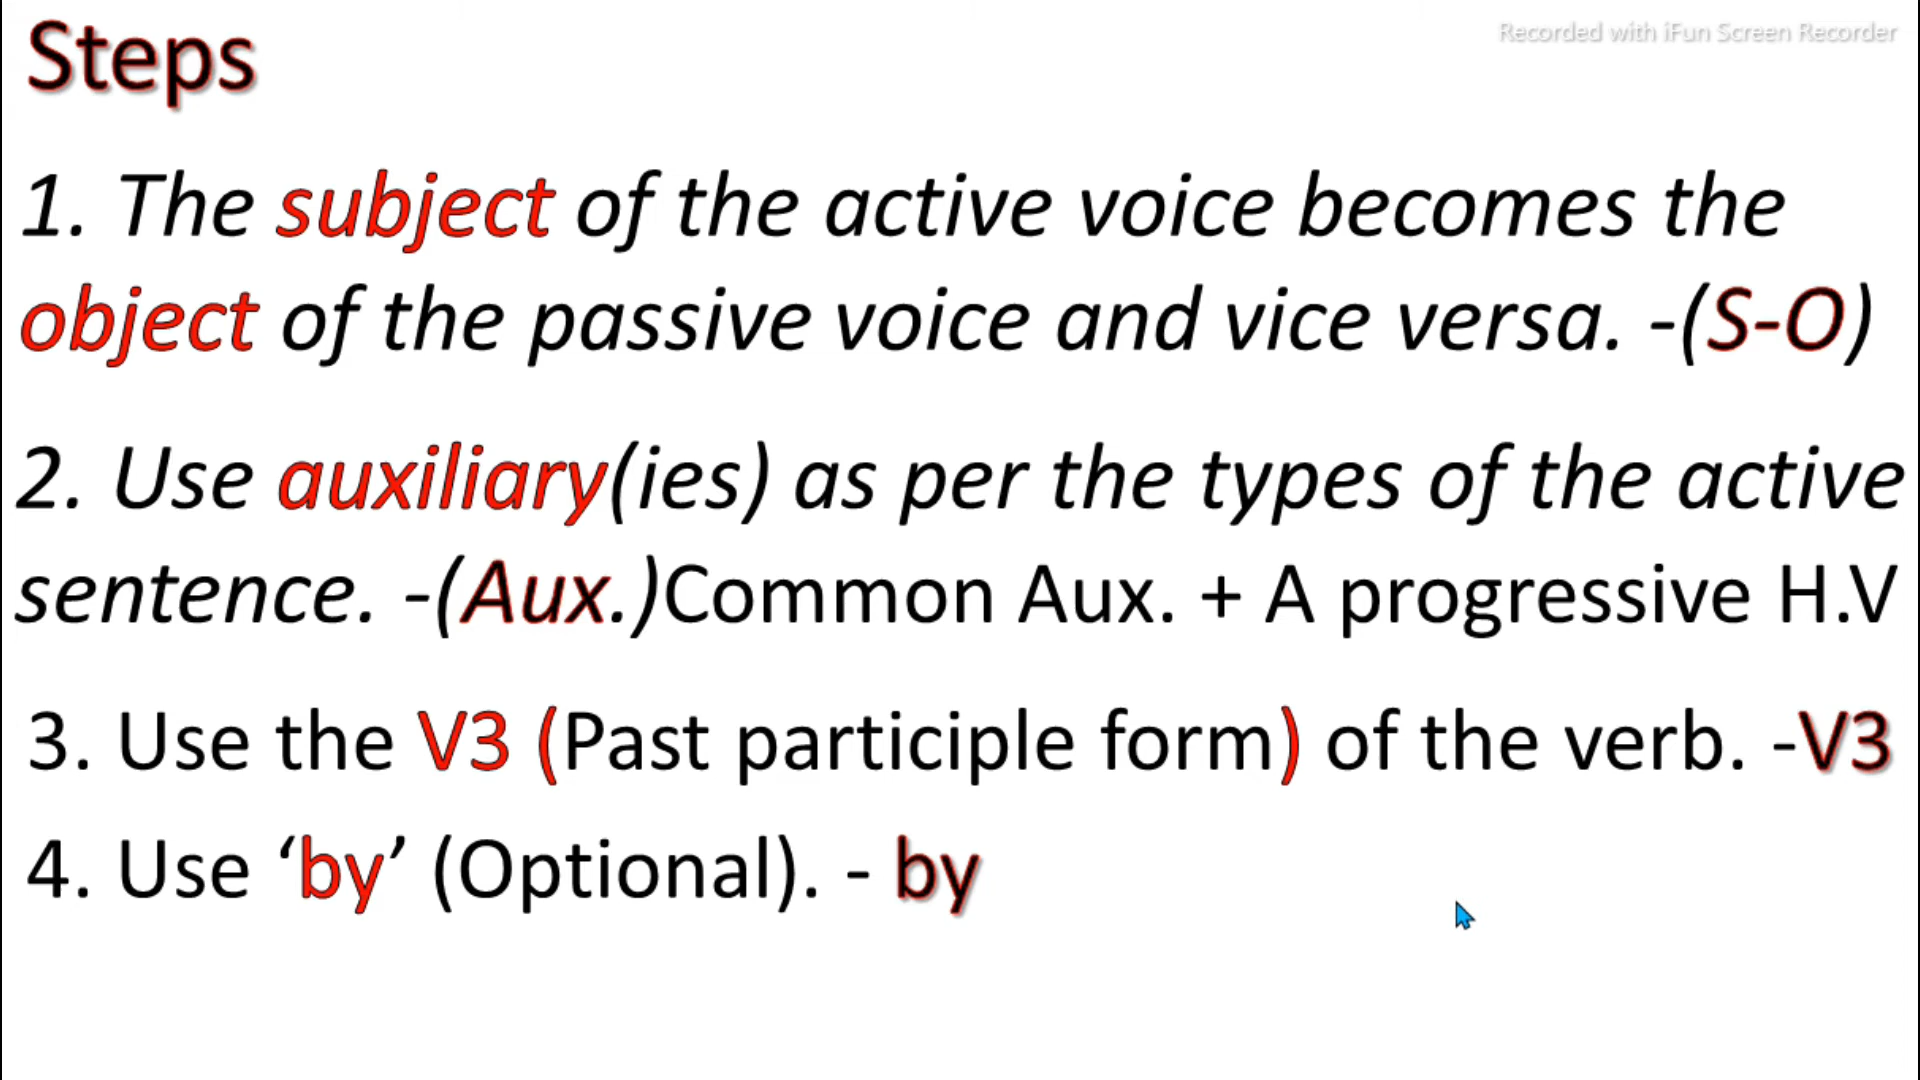 Steps
Recorded with iFun Screen Recorder
1. The subject of the active voice becomes the
object of the passive voice and vice versa. -(S-O)
2. Use auxiliary(ies) as per the types of the active
sentence. -(Aux.)Common Aux. + A progressive H.V
3. Use the V3 (Past participle form) of the verb. -V3
4. Use ‘by’ (Optional). - by